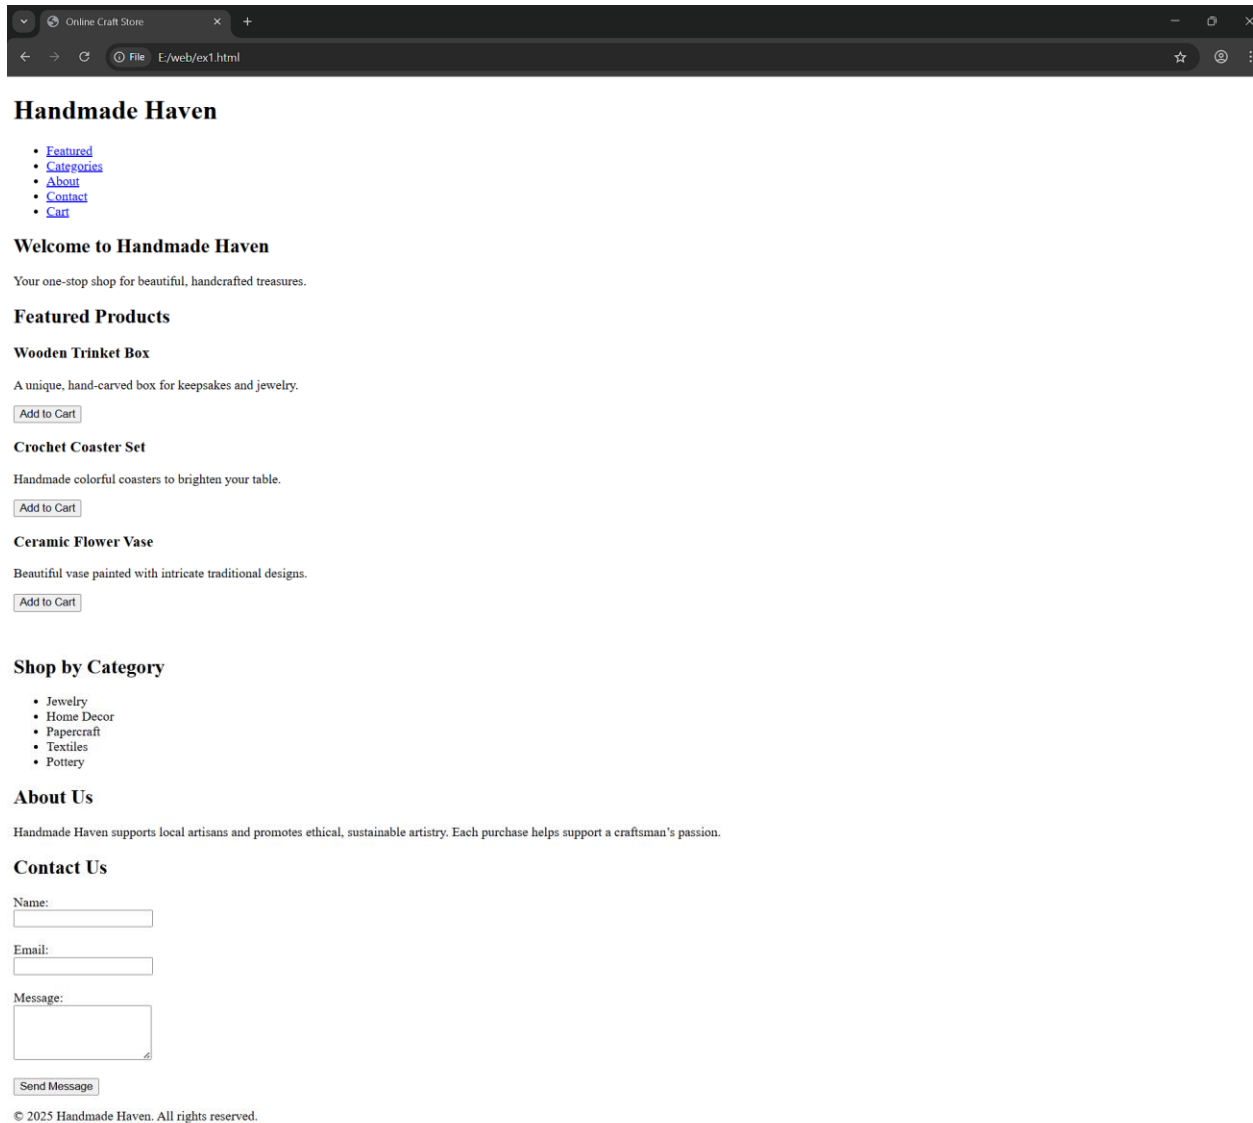 Online Craft Store
File E:/web/ex1.html
Handmade Haven
Featured
Categories
About
Contact
Cart
Welcome to Handmade Haven
Your one-stop shop for beautiful, handcrafted treasures.
Featured Products
Wooden Trinket Box
A unique, hand-carved box for keepsakes and jewelry.
Add to Cart
Crochet Coaster Set
Handmade colorful coasters to brighten your table.
Add to Cart
Ceramic Flower Vase
Beautiful vase painted with intricate traditional designs.
Add to Cart
Shop by Category
Jewelry
Home Decor
Papercraft
Textiles
Pottery
About Us
Handmade Haven supports local artisans and promotes ethical, sustainable artistry. Each purchase helps support a craftsman’s passion.
Contact Us
Name:
Email:
Message:
Send Message
© 2025 Handmade Haven. All rights reserved.